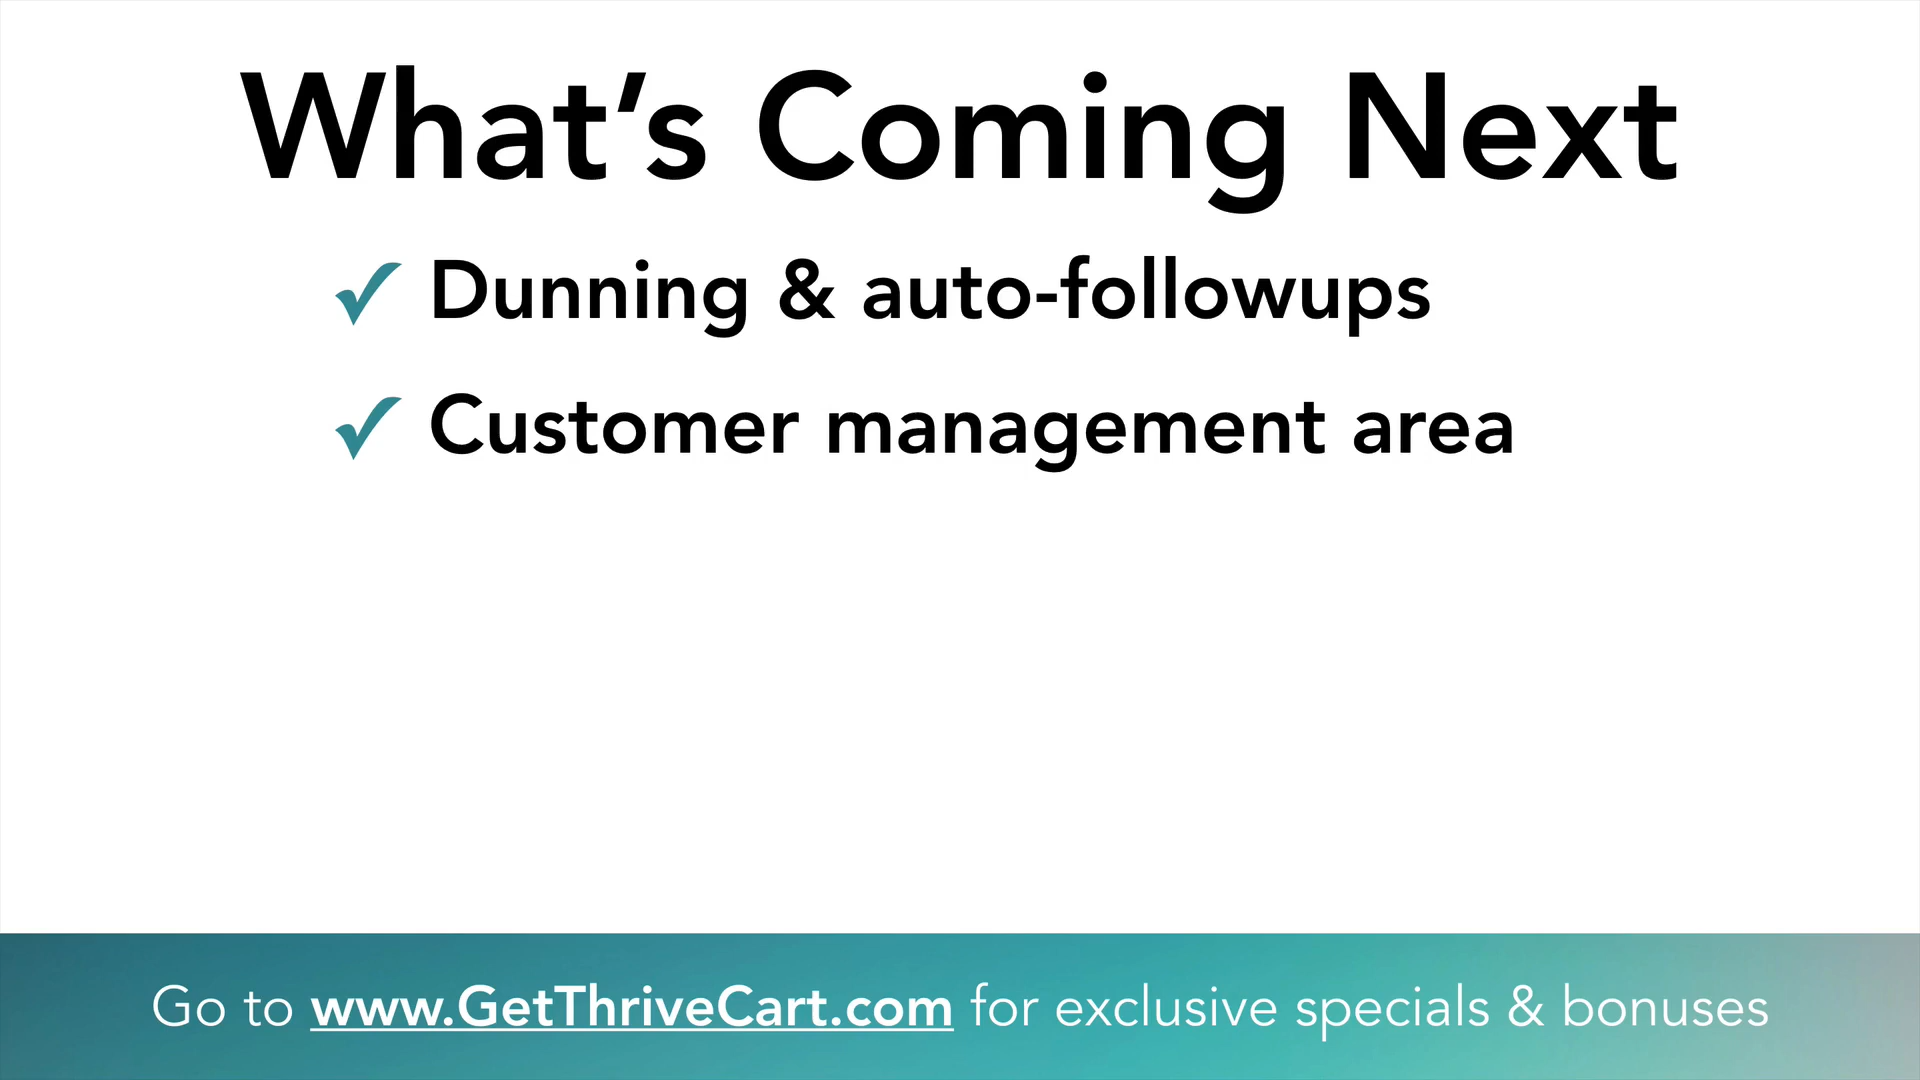 What’s Coming Next
✓ Dunning & auto-followups
✓ Customer management area
Go to www.GetThriveCart.com for exclusive specials & bonuses